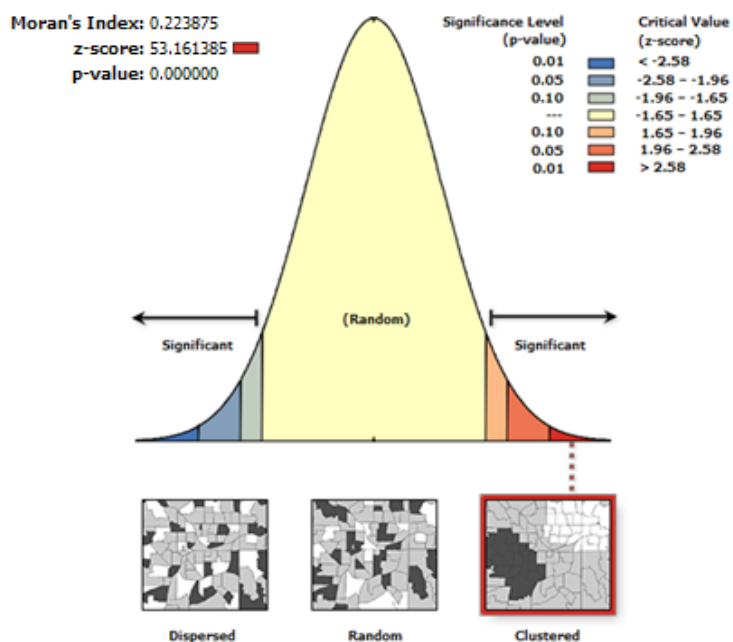 Moran's Index: 0.223875
z-score: 53.161385
p-value: 0.000000
Significance Level
(p-value)
Critical Value
(z-score)
0.01 < -2.58
0.05 -2.58 – -1.96
0.10 -1.96 – -1.65
--- -1.65 – 1.65
0.10 1.65 – 1.96
0.05 1.96 – 2.58
0.01 > 2.58
(Random)
Significant
Significant
Dispersed
Random
Clustered